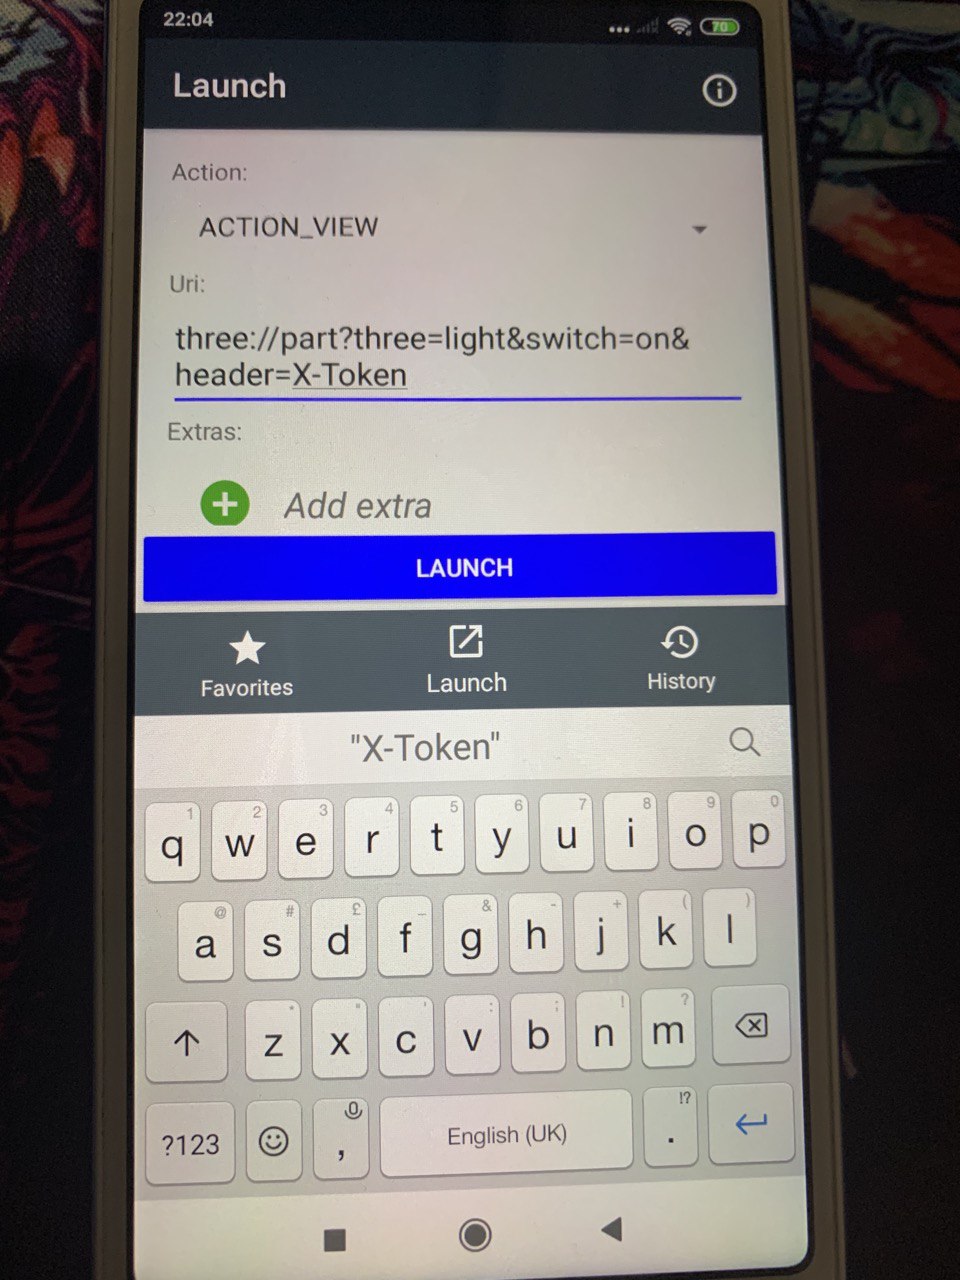 22:04
70
Launch
Action:
ACTION_VIEW
Uri:
three://part?three=light&switch=on&
header=X-Token
Extras:
Add extra
LAUNCH
Favorites
Launch
History
"X-Token"
1 2 3 4 5 6 7 8 9 0
q w e r t y u i o p
@ # £ _ & - + ( )
a s d f g h j k l
* " ' : ; ! ?
z x c v b n m
!?
?123 , English (UK) .